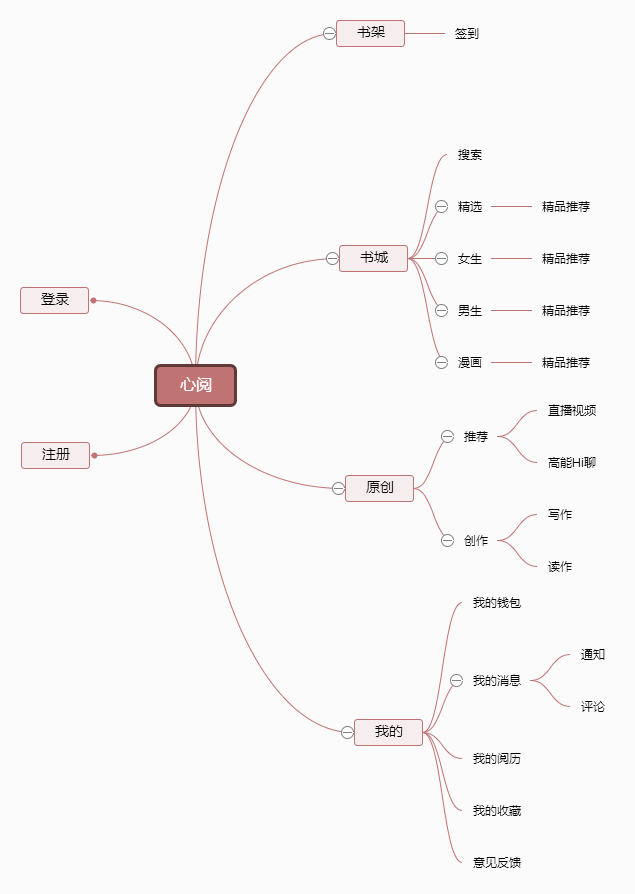 书架
签到
搜索
精选
精品推荐
书城
女生
精品推荐
男生
精品推荐
漫画
精品推荐
登录
心阅
注册
原创
推荐
直播视频
高能Hi聊
创作
写作
读作
我的
我的钱包
我的消息
通知
评论
我的阅历
我的收藏
意见反馈